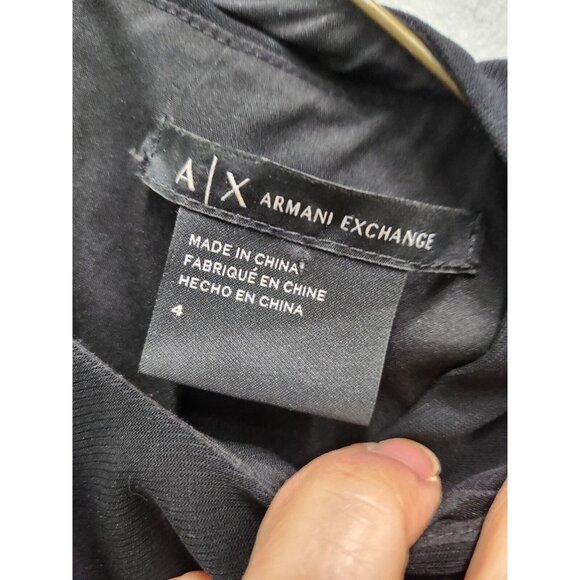 A|X ARMANI EXCHANGE
MADE IN CHINA
FABRIQUÉ EN CHINE
HECHO EN CHINA
4